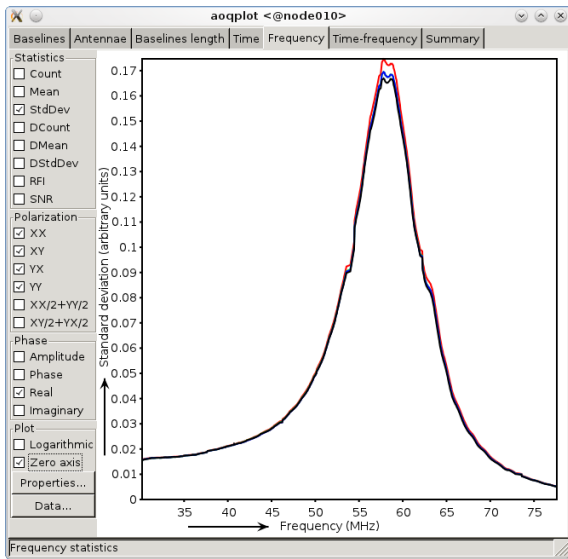 aoqplot <@node010>
Baselines Antennae Baselines length Time Frequency Time-frequency Summary
Statistics
Count
Mean
StdDev
DCount
DMean
DStdDev
RFI
SNR
Polarization
XX
XY
YX
YY
XX/2+YY/2
XY/2+YX/2
Phase
Amplitude
Phase
Real
Imaginary
Plot
Logarithmic
Zero axis
Properties...
Data...
Standard deviation (arbitrary units)
0.17
0.16
0.15
0.14
0.13
0.12
0.11
0.1
0.09
0.08
0.07
0.06
0.05
0.04
0.03
0.02
0.01
0
35 40 45 50 55 60 65 70 75
Frequency (MHz)
Frequency statistics